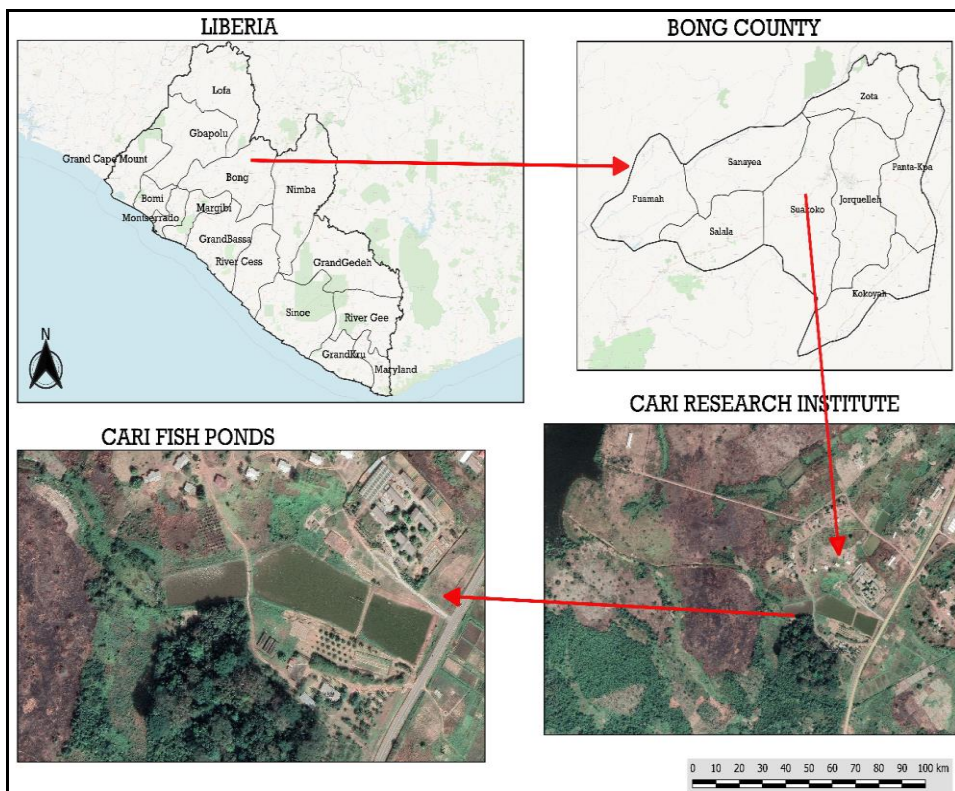 LIBERIA
Lofa
Gbapolu
Grand Cape Mount
Bong
Nimba
Bomi
Margibi
Montserrado
GrandBassa
River Cess
GrandGedeh
Sinoe
River Gee
GrandKru
Maryland
N
BONG COUNTY
Zota
Sanayea
Panta-Kpa
Fuamah
Jorquelleh
Suakoko
Salala
Kokoyah
CARI FISH PONDS
CARI RESEARCH INSTITUTE
0 10 20 30 40 50 60 70 80 90 100 km